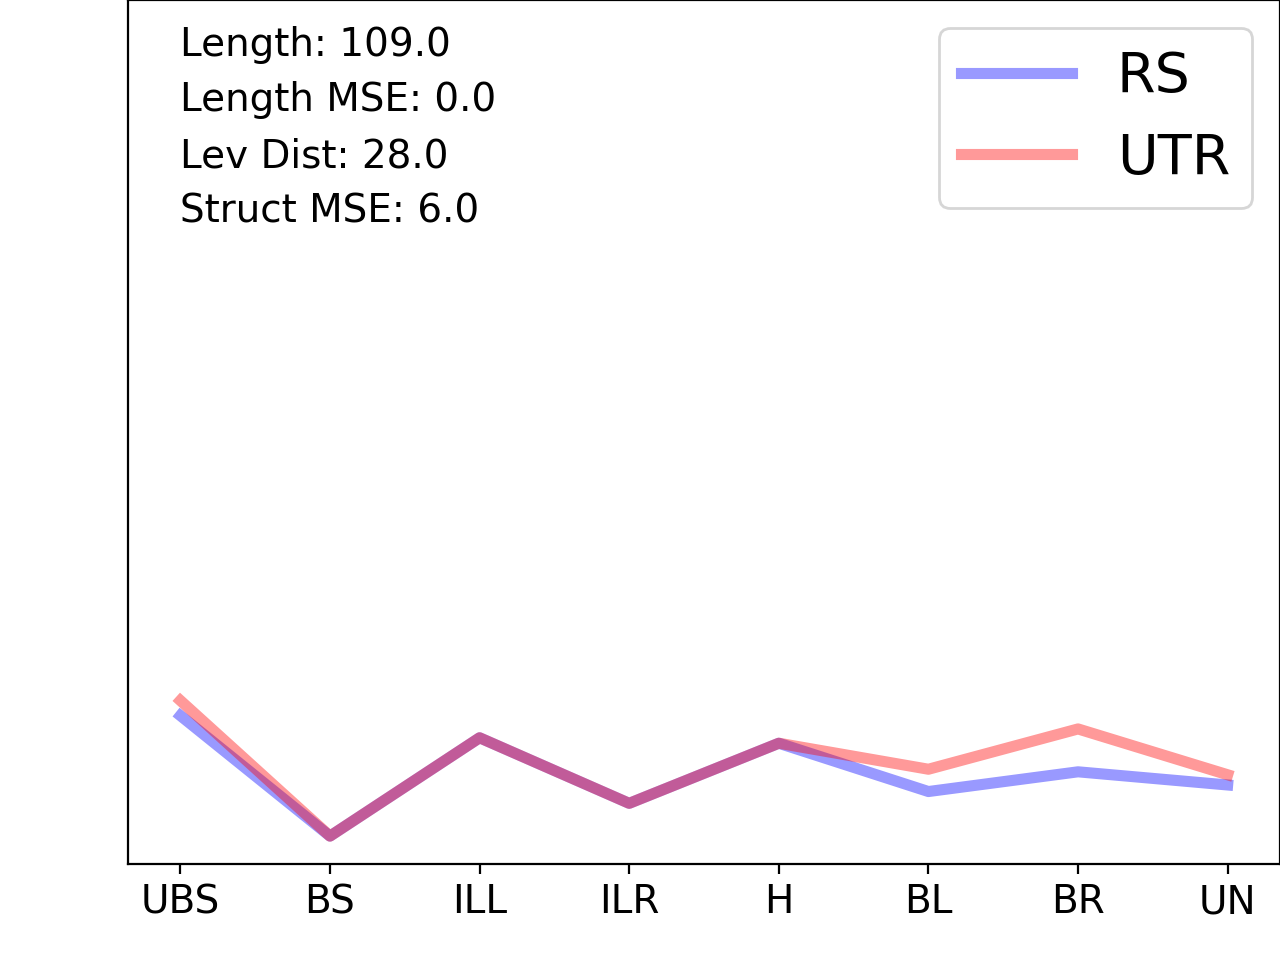 Length: 109.0
Length MSE: 0.0
Lev Dist: 28.0
Struct MSE: 6.0
RS
UTR
UBS BS ILL ILR H BL BR UN